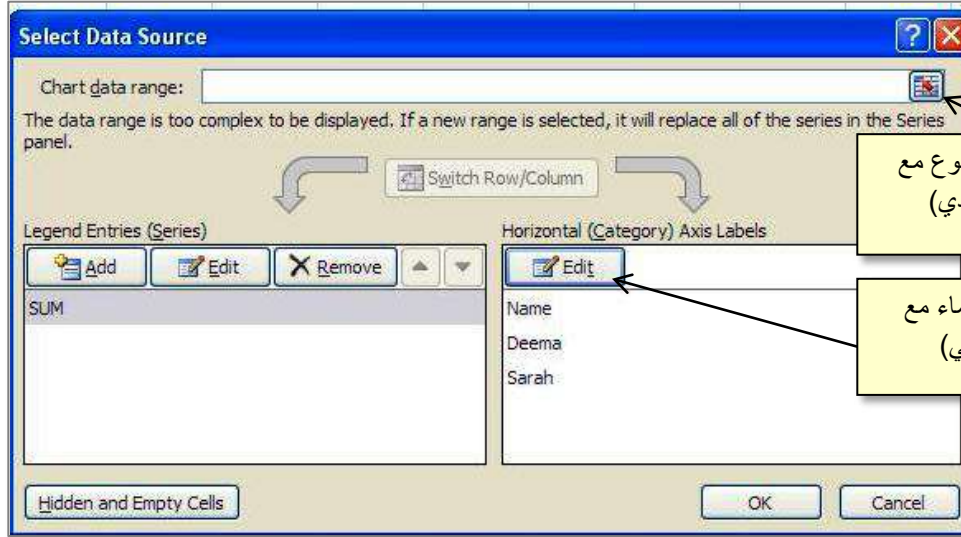 Select Data Source
Chart data range:
The data range is too complex to be displayed. If a new range is selected, it will replace all of the series in the Series
panel.
Switch Row/Column
Legend Entries (Series)
Add Edit Remove
SUM
Horizontal (Category) Axis Labels
Edit
Name
Deema
Sarah
مع
مع
Hidden and Empty Cells
OK Cancel